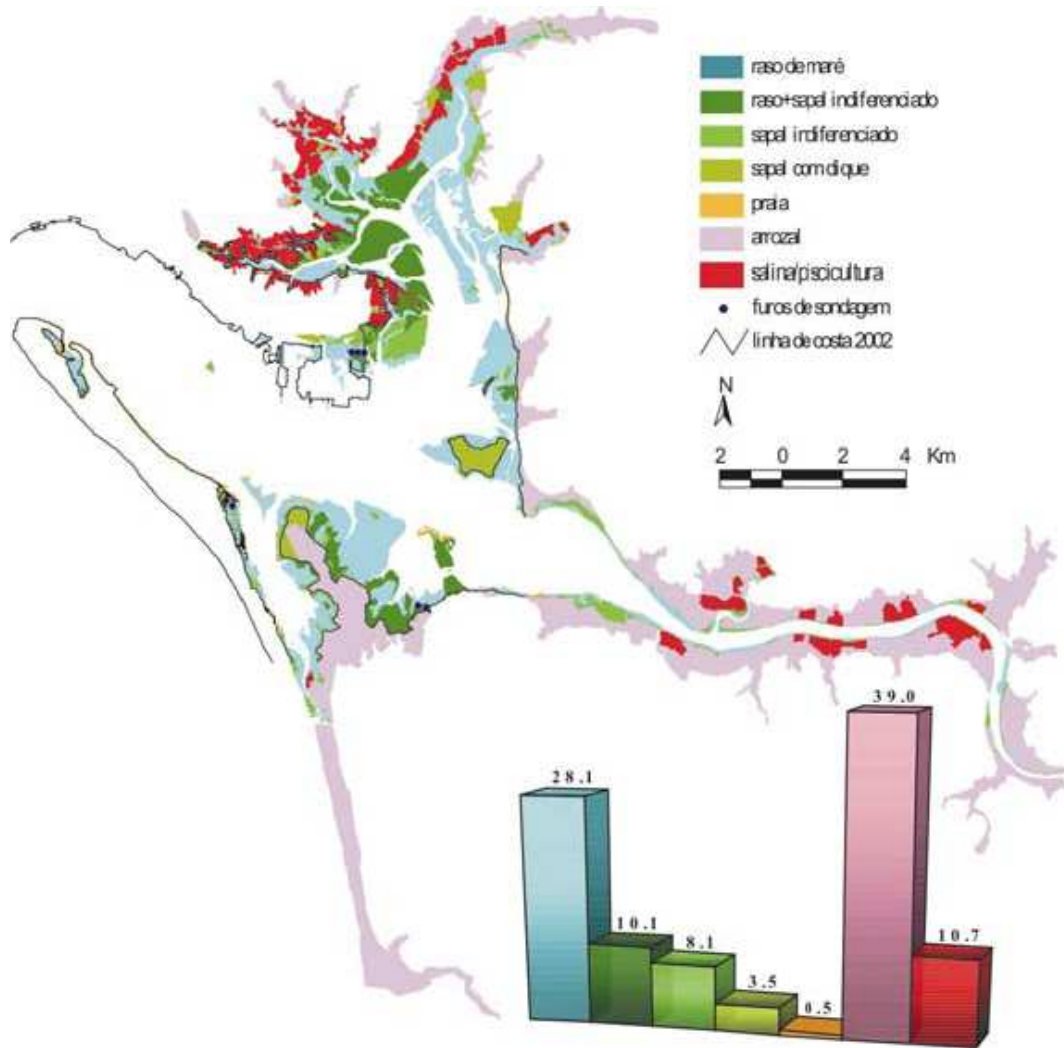 raso de maré
raso+sapal indiferenciado
sapal indiferenciado
sapal com dique
praia
arrozal
salina/piscicultura
furos de sondagem
linha de costa 2002
N
2 0 2 4 Km
39.0
28.1
10.1
8.1
3.5
0.5
10.7